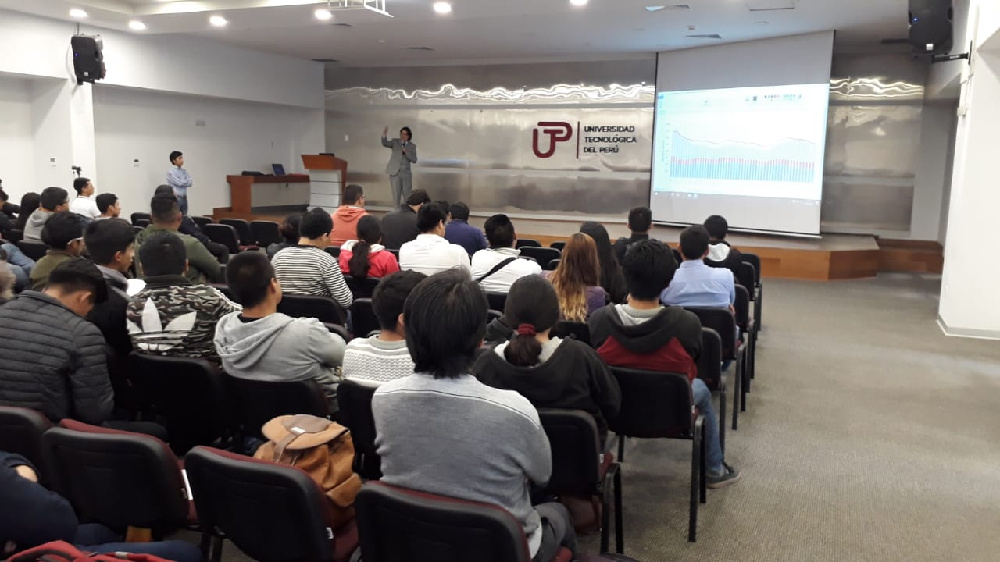 UTP
UNIVERSIDAD
TECNOLÓGICA
DEL PERÚ